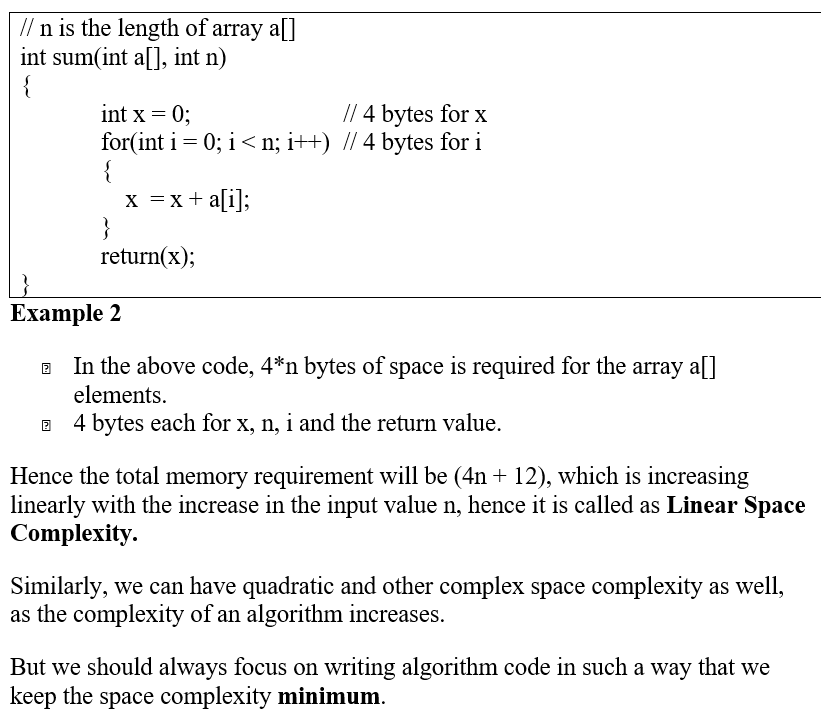 // n is the length of array a[]
int sum(int a[], int n)
{
int x = 0; // 4 bytes for x
for(int i = 0; i < n; i++) // 4 bytes for i
{
x = x + a[i];
}
return(x);
}
Example 2
In the above code, 4*n bytes of space is required for the array a[]
elements.
4 bytes each for x, n, i and the return value.
Hence the total memory requirement will be (4n + 12), which is increasing
linearly with the increase in the input value n, hence it is called as Linear Space
Complexity.
Similarly, we can have quadratic and other complex space complexity as well,
as the complexity of an algorithm increases.
But we should always focus on writing algorithm code in such a way that we
keep the space complexity minimum.